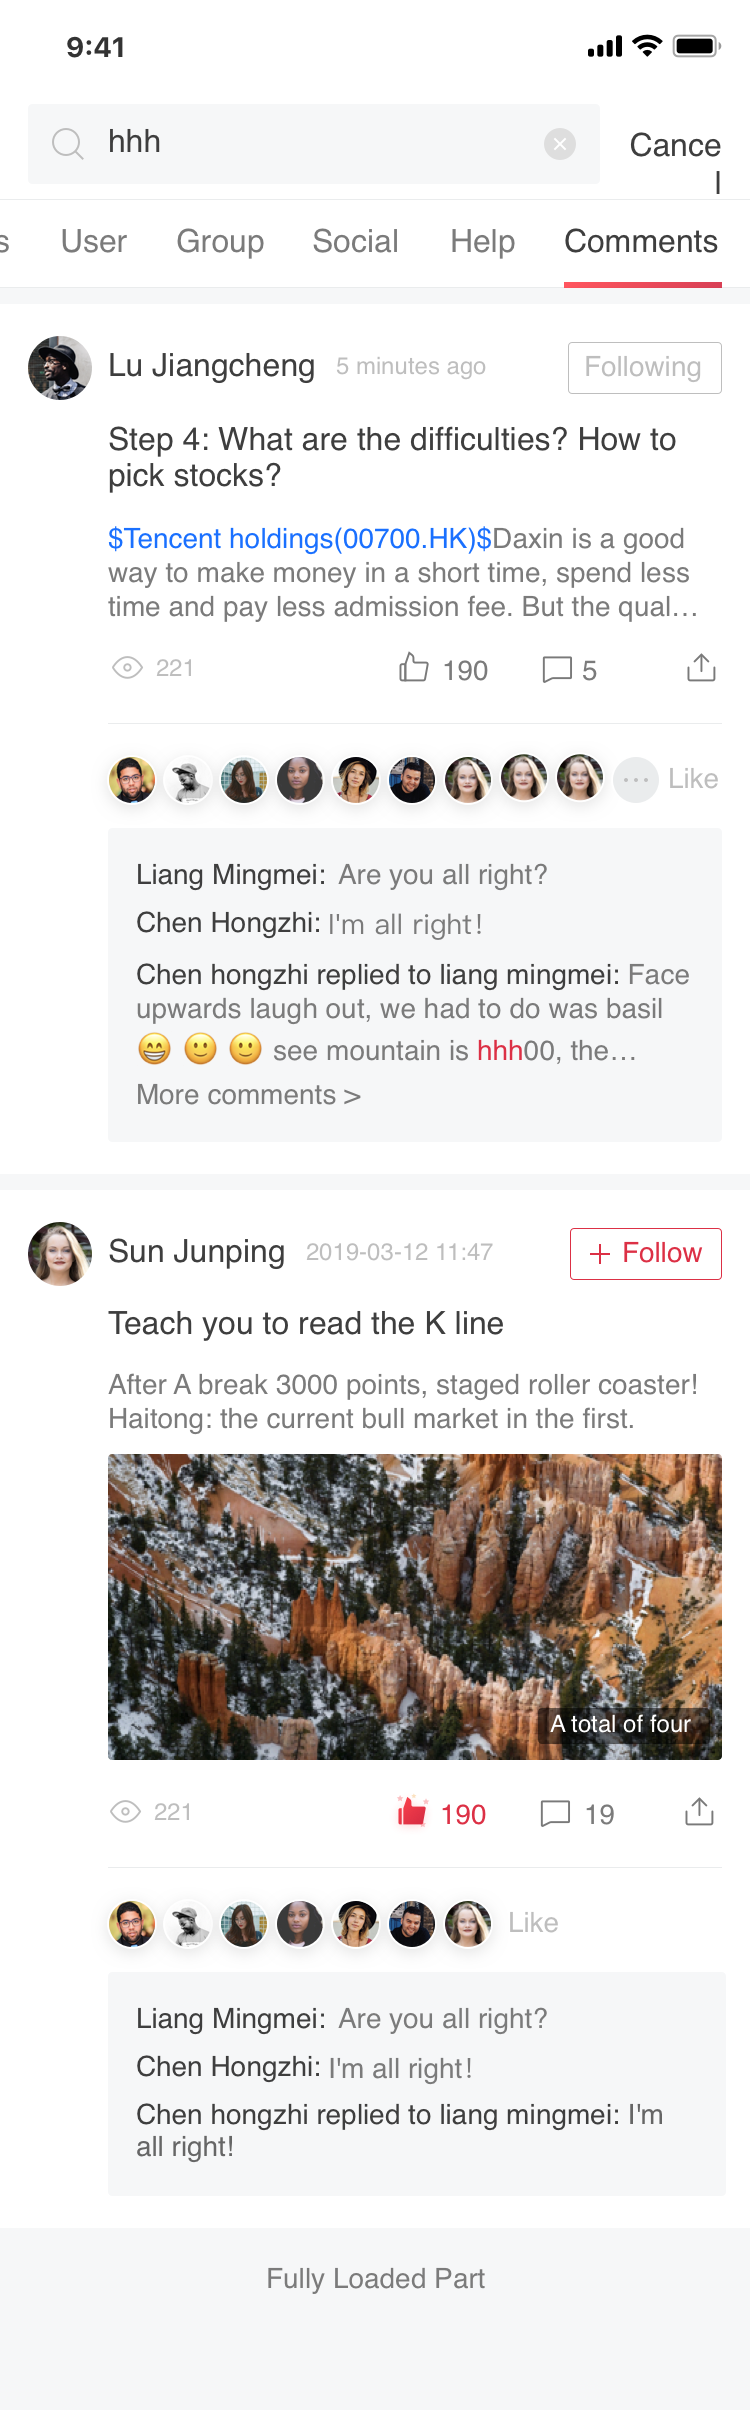 9:41
hhh
Cance
l
s User Group Social Help Comments
Lu Jiangcheng 5 minutes ago Following
Step 4: What are the difficulties? How to
pick stocks?
$Tencent holdings(00700.HK)$Daxin is a good
way to make money in a short time, spend less
time and pay less admission fee. But the qual...
221 190 5
Like
Liang Mingmei: Are you all right?
Chen Hongzhi: I'm all right!
Chen hongzhi replied to liang mingmei: Face
upwards laugh out, we had to do was basil
😁 🙂 🙂 see mountain is hhh00, the...
More comments >
Sun Junping 2019-03-12 11:47 + Follow
Teach you to read the K line
After A break 3000 points, staged roller coaster!
Haitong: the current bull market in the first.
A total of four
221 190 19
Like
Liang Mingmei: Are you all right?
Chen Hongzhi: I'm all right!
Chen hongzhi replied to liang mingmei: I'm
all right!
Fully Loaded Part